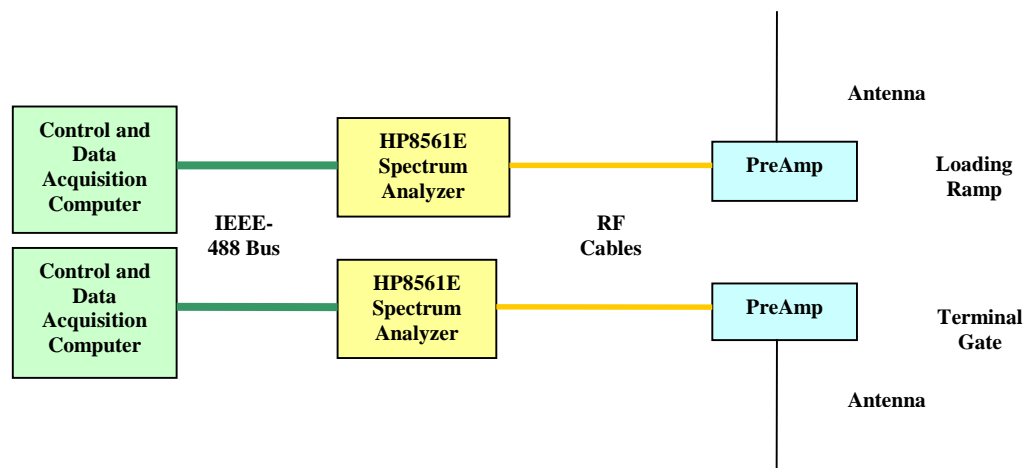 Antenna
Control and
Data
Acquisition
Computer
HP8561E
Spectrum
Analyzer
PreAmp
Loading
Ramp
IEEE-
488 Bus
RF
Cables
Control and
Data
Acquisition
Computer
HP8561E
Spectrum
Analyzer
PreAmp
Terminal
Gate
Antenna